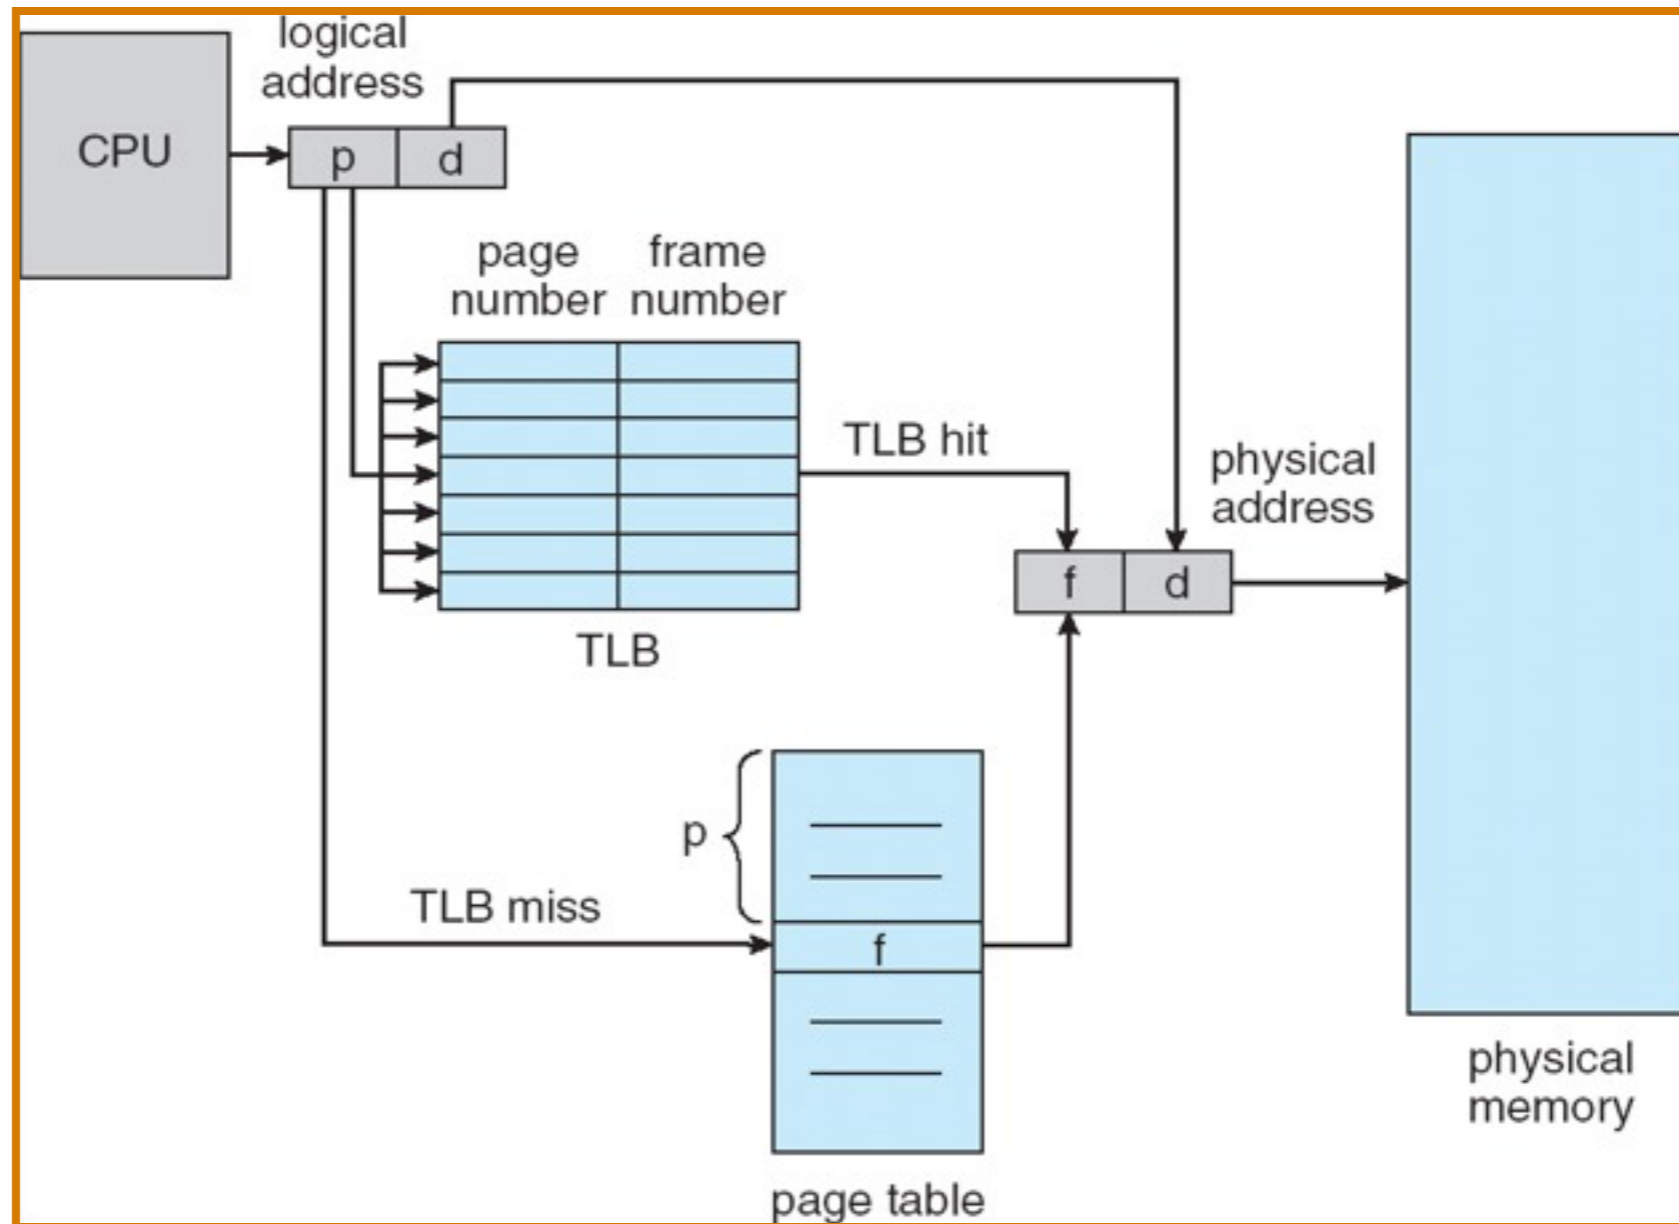 logical
address
CPU
p
d
page
number
frame
number
TLB hit
TLB
physical
address
f
d
p
TLB miss
f
page table
physical
memory